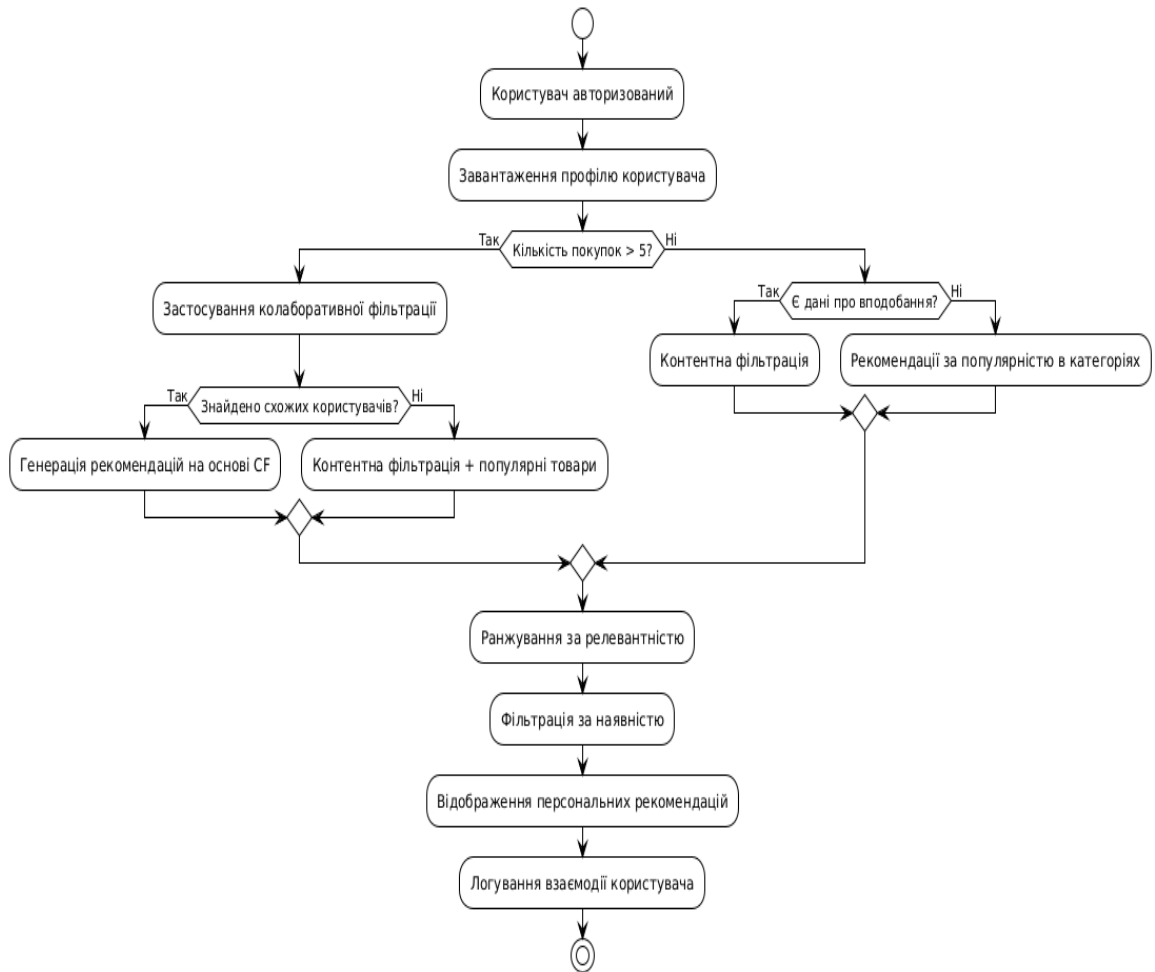 Користувач авторизований
Завантаження профілю користувача
Так
Кількість покупок > 5?
Ні
Застосування колаборативної фільтрації
Так
Є дані про вподобання?
Ні
Контентна фільтрація
Рекомендації за популярністю в категоріях
Так
Знайдено схожих користувачів?
Ні
Генерація рекомендацій на основі CF
Контентна фільтрація + популярні товари
Ранжування за релевантністю
Фільтрація за наявністю
Відображення персональних рекомендацій
Логування взаємодії користувача